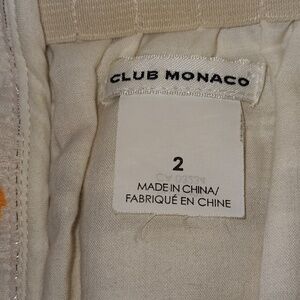 CLUB MONACO
2
MADE IN CHINA/
FABRIQUÉ EN CHINE